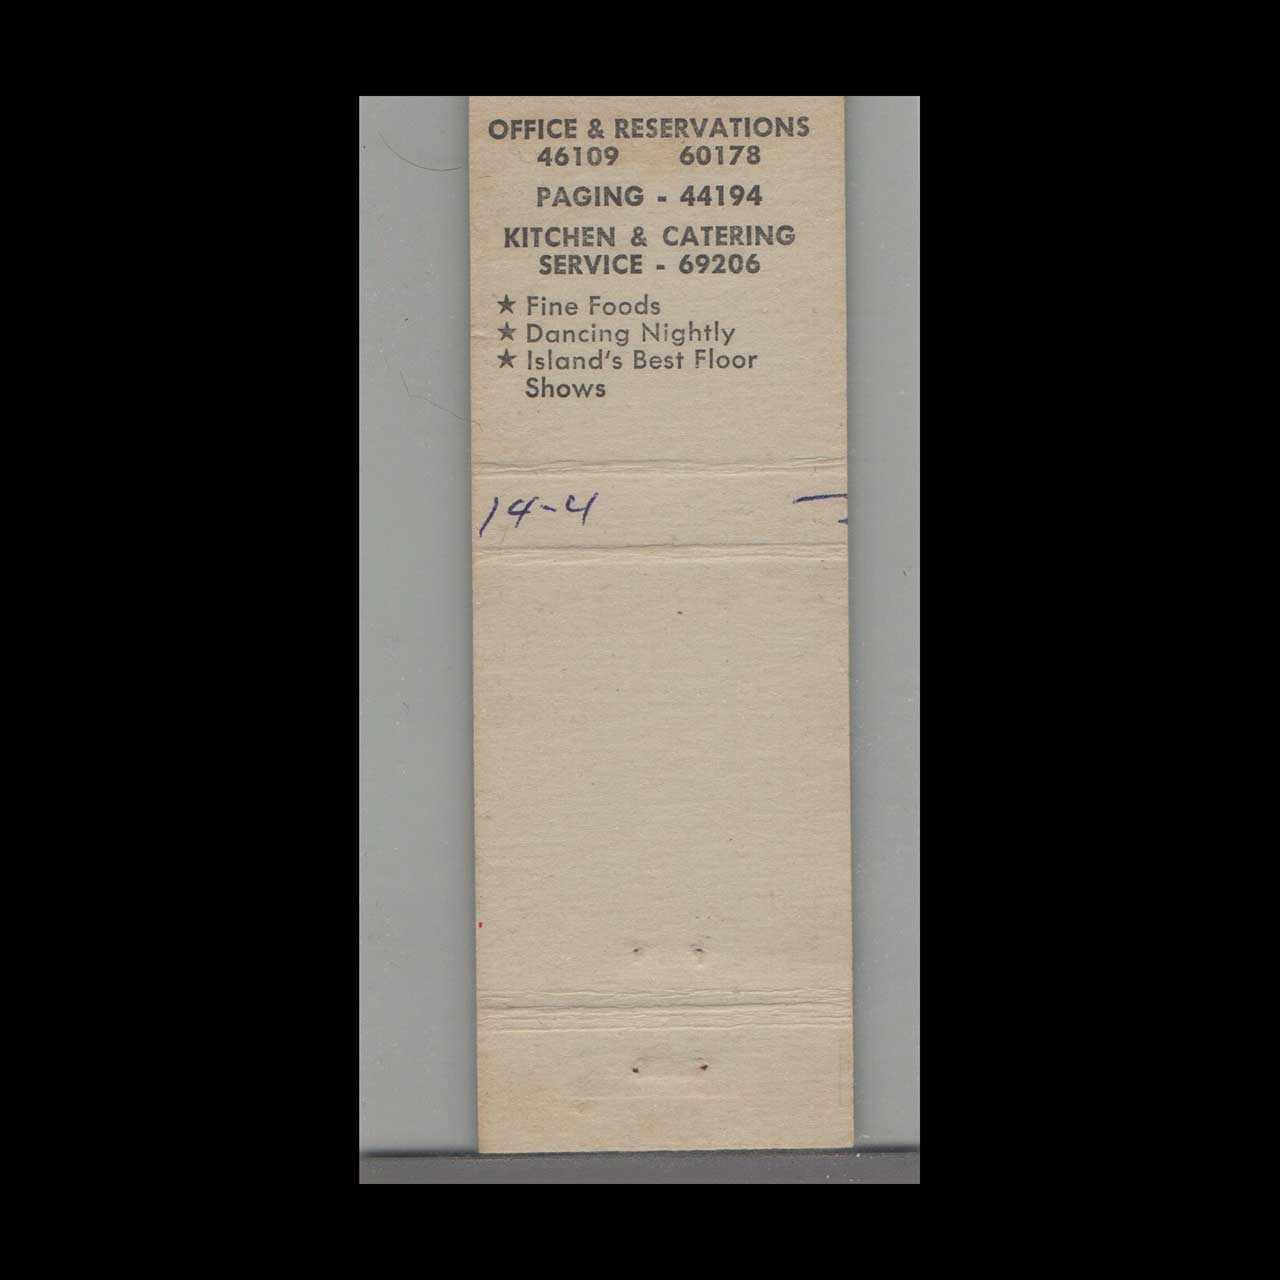 OFFICE & RESERVATIONS
46109 60178
PAGING - 44194
KITCHEN & CATERING
SERVICE - 69206
★ Fine Foods
★ Dancing Nightly
★ Island's Best Floor
Shows
14-4